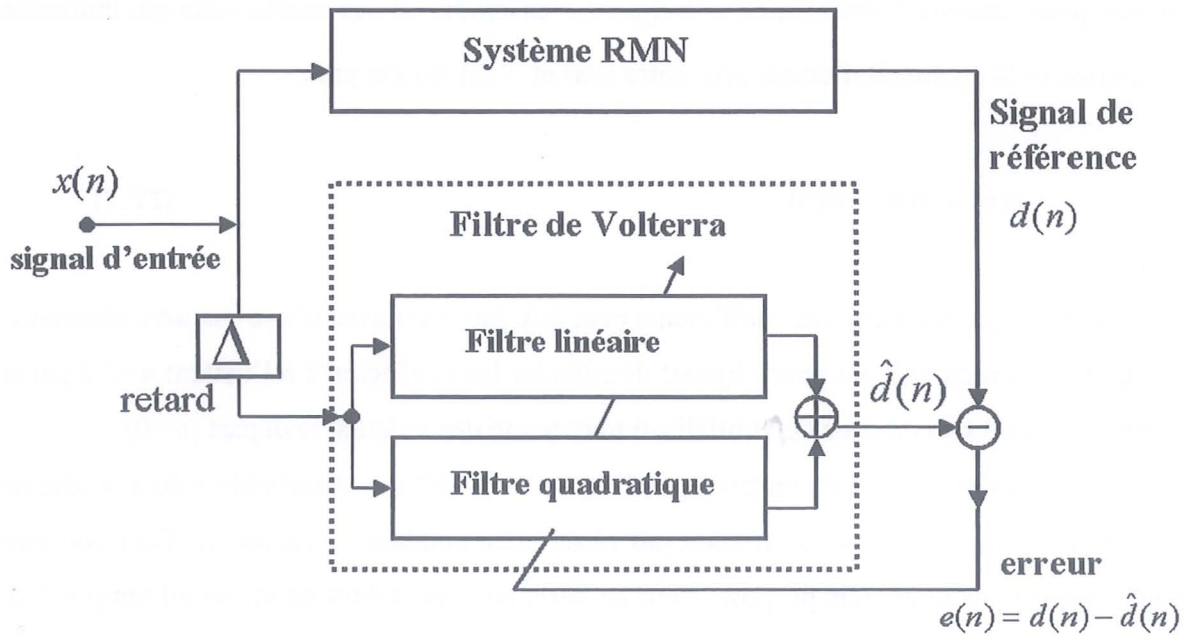 Système RMN
Signal de
référence
d(n)
x(n)
signal d'entrée
Filtre de Volterra
Δ
retard
Filtre linéaire
d̂(n)
Filtre quadratique
erreur
e(n) = d(n) − d̂(n)